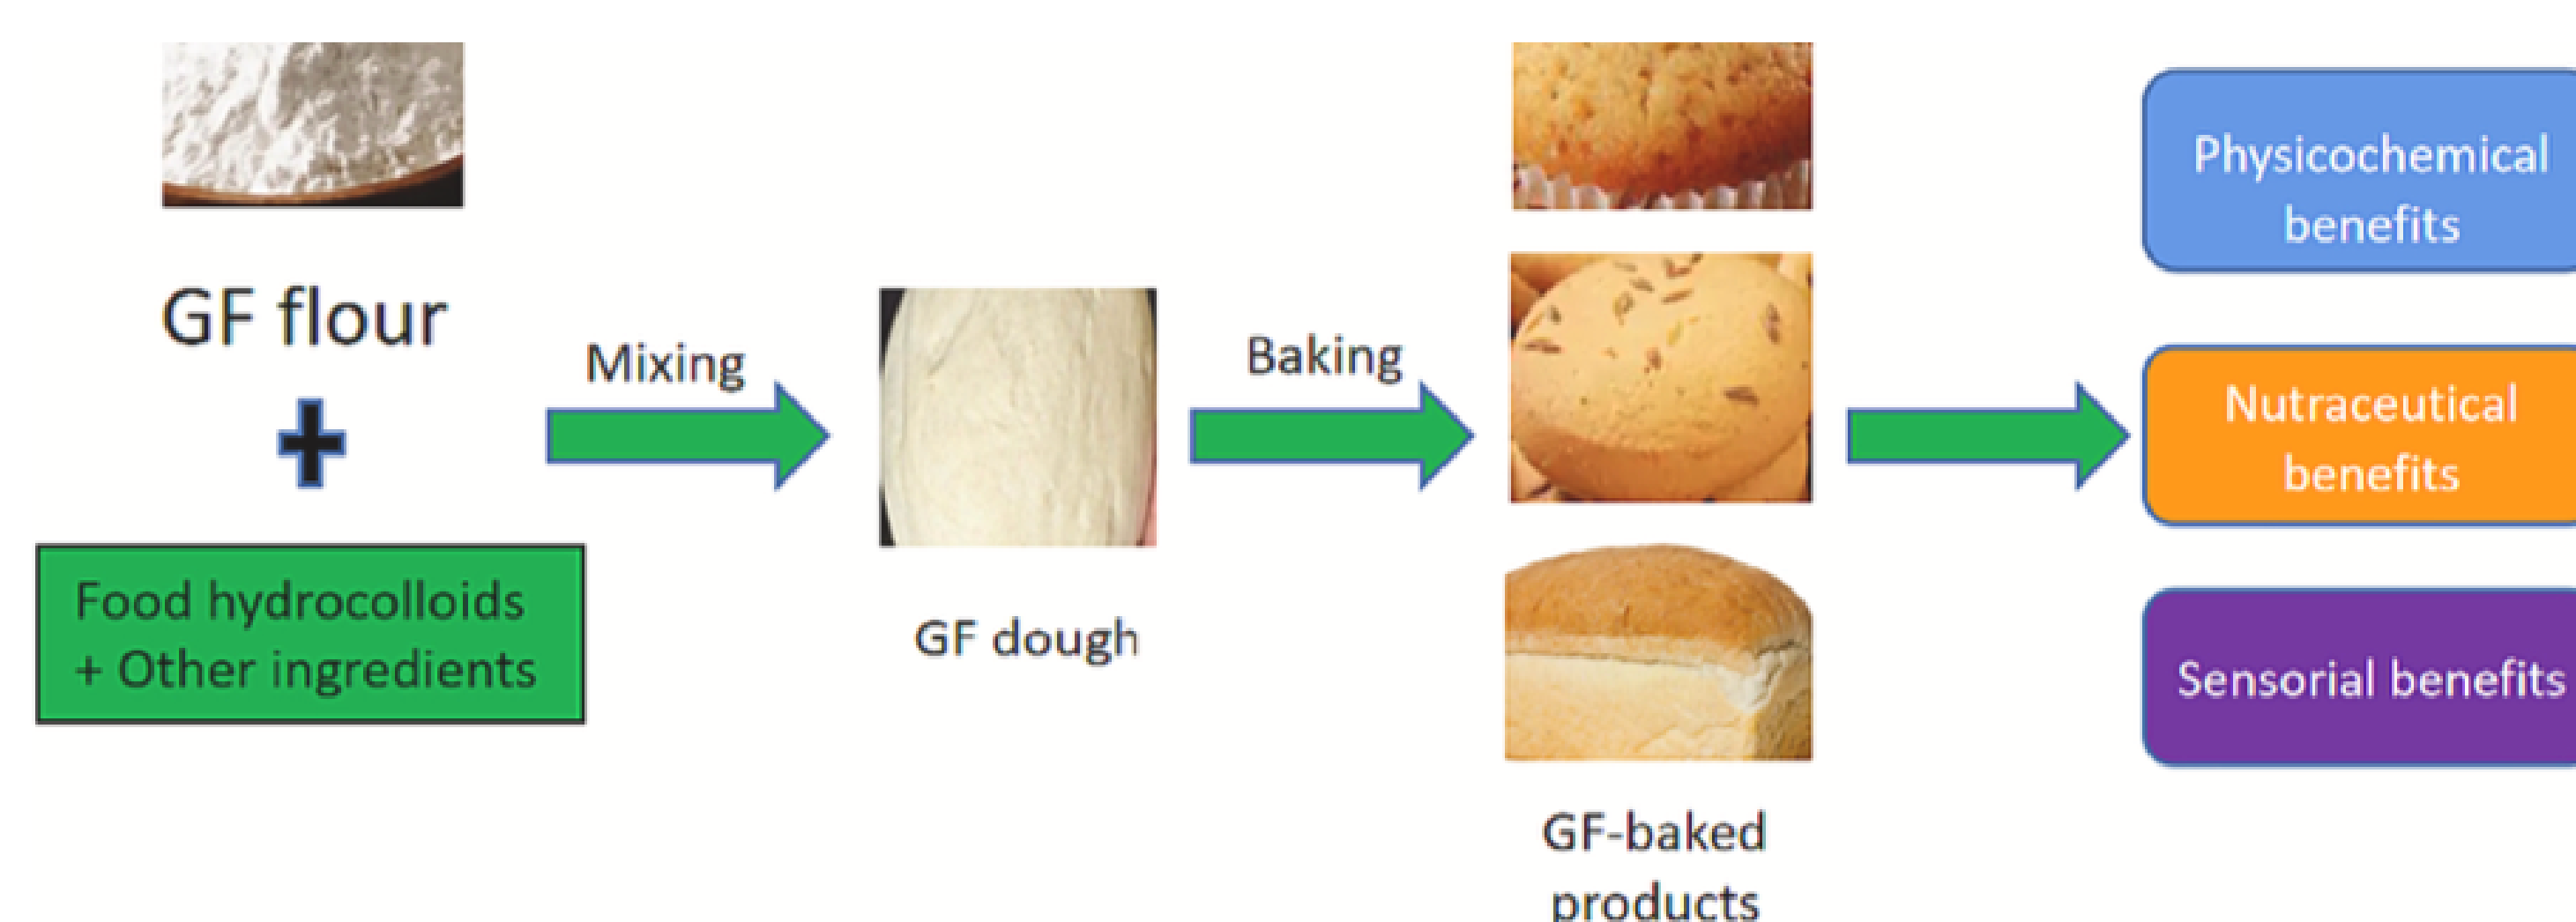 GF flour
Food hydrocolloids
+ Other ingredients
Mixing
GF dough
Baking
GF-baked
products
Physicochemical
benefits
Nutraceutical
benefits
Sensorial benefits